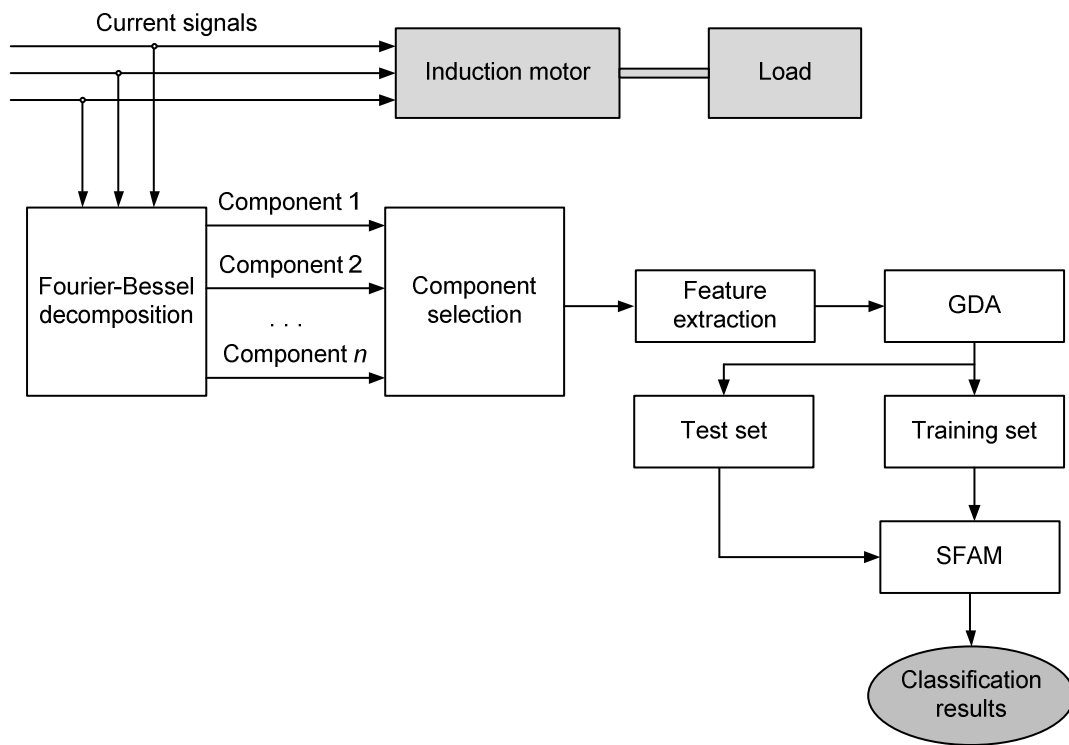 Current signals
Induction motor
Load
Component 1
Component 2
. . .
Component n
Fourier-Bessel
decomposition
Component
selection
Feature
extraction
GDA
Test set
Training set
SFAM
Classification
results